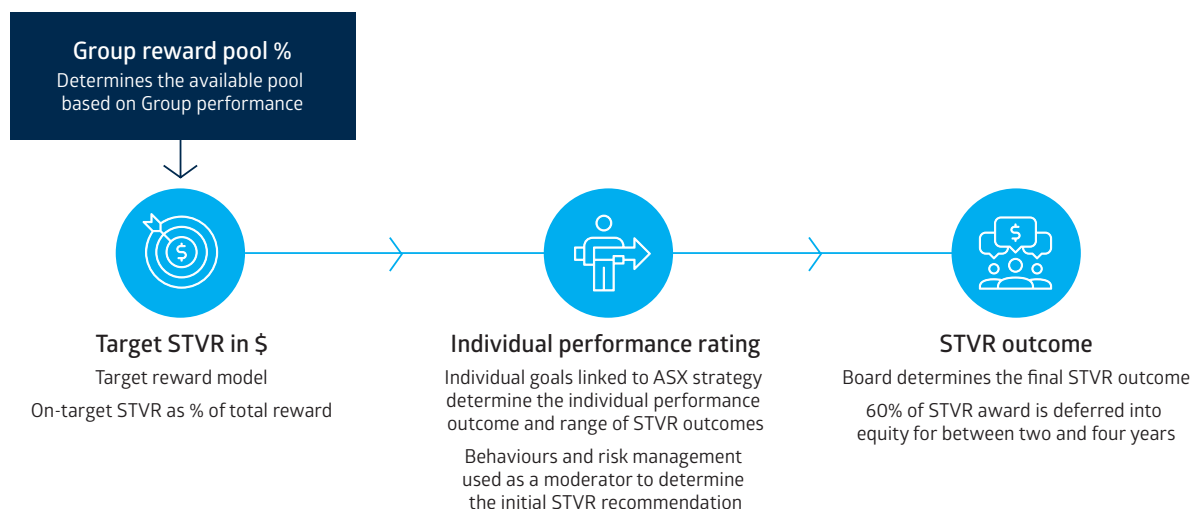 Group reward pool %
Determines the available pool
based on Group performance
$
$
Target STVR in $
Target reward model
On-target STVR as % of total reward
Individual performance rating
Individual goals linked to ASX strategy
determine the individual performance
outcome and range of STVR outcomes
Behaviours and risk management
used as a moderator to determine
the initial STVR recommendation
STVR outcome
Board determines the final STVR outcome
60% of STVR award is deferred into
equity for between two and four years